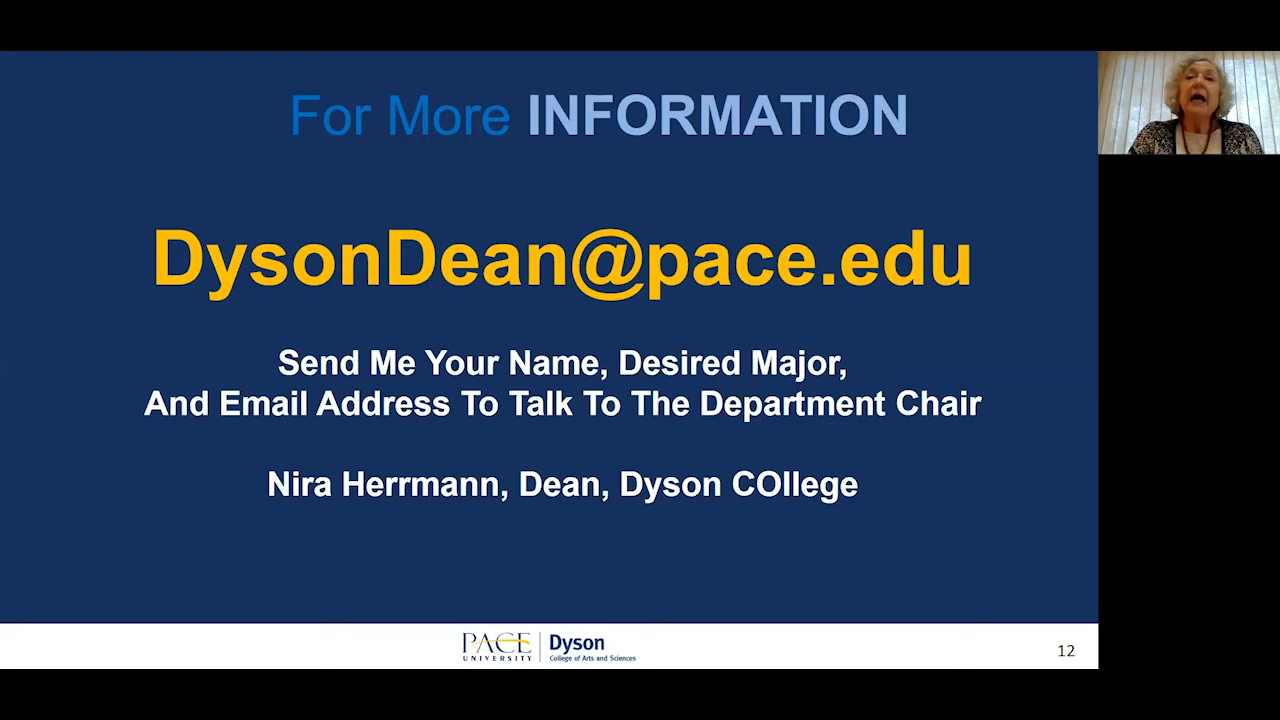 For More INFORMATION
DysonDean@pace.edu
Send Me Your Name, Desired Major,
And Email Address To Talk To The Department Chair
Nira Herrmann, Dean, Dyson COllege
PACE
UNIVERSITY
Dyson
College of Arts and Sciences
12